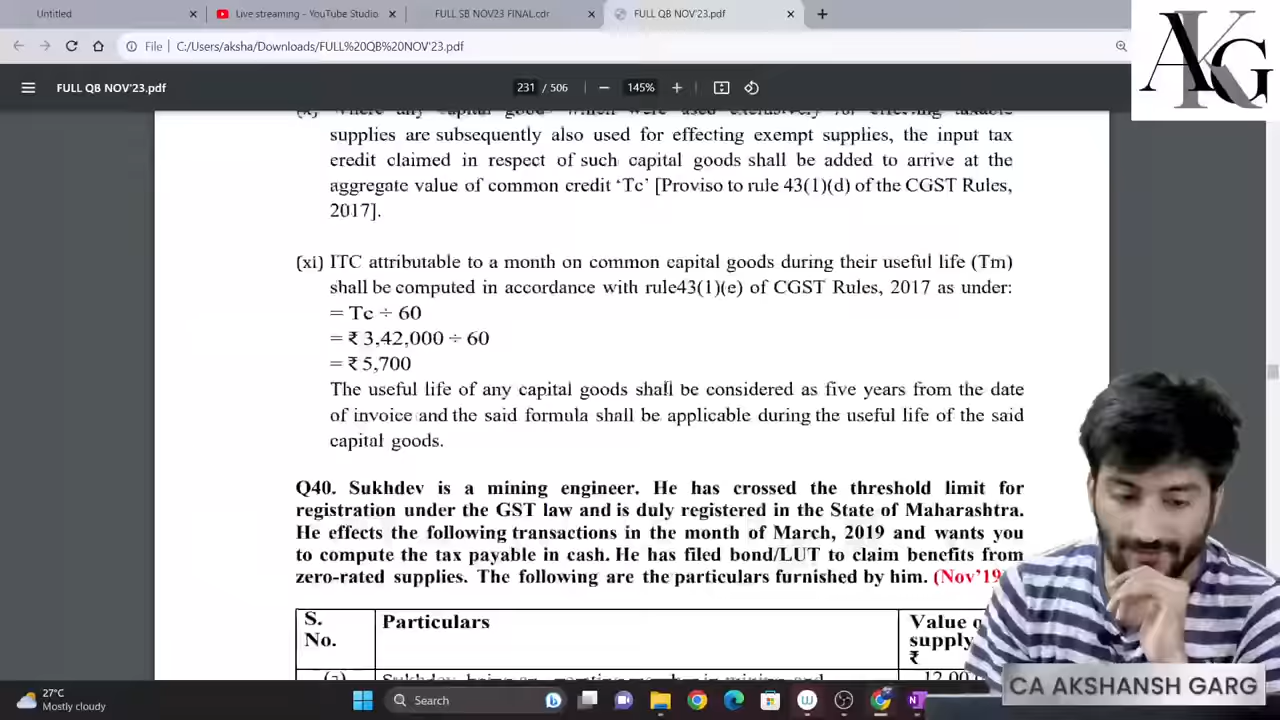 Untitled
Live streaming - YouTube Studio
FULL SB NOV23 FINAL.cdr
FULL QB NOV'23.pdf
File
C:/Users/aksha/Downloads/FULL%20QB%20NOV'23.pdf
AKG
FULL QB NOV'23.pdf
231 / 506
145%
supplies are subsequently also used for effecting exempt supplies, the input tax
credit claimed in respect of such capital goods shall be added to arrive at the
aggregate value of common credit 'Tc' [Proviso to rule 43(1)(d) of the CGST Rules,
2017].
(xi) ITC attributable to a month on common capital goods during their useful life (Tm)
shall be computed in accordance with rule43(1)(e) of CGST Rules, 2017 as under:
= Tc ÷ 60
= ₹ 3,42,000 ÷ 60
= ₹ 5,700
The useful life of any capital goods shall be considered as five years from the date
of invoice and the said formula shall be applicable during the useful life of the said
capital goods.
Q40. Sukhdev is a mining engineer. He has crossed the threshold limit for
registration under the GST law and is duly registered in the State of Maharashtra.
He effects the following transactions in the month of March, 2019 and wants you
to compute the tax payable in cash. He has filed bond/LUT to claim benefits from
zero-rated supplies. The following are the particulars furnished by him. (Nov'19
S.
No.
Particulars
Value
supply
₹
CA AKSHANSH GARG
27°C
Mostly cloudy
Search